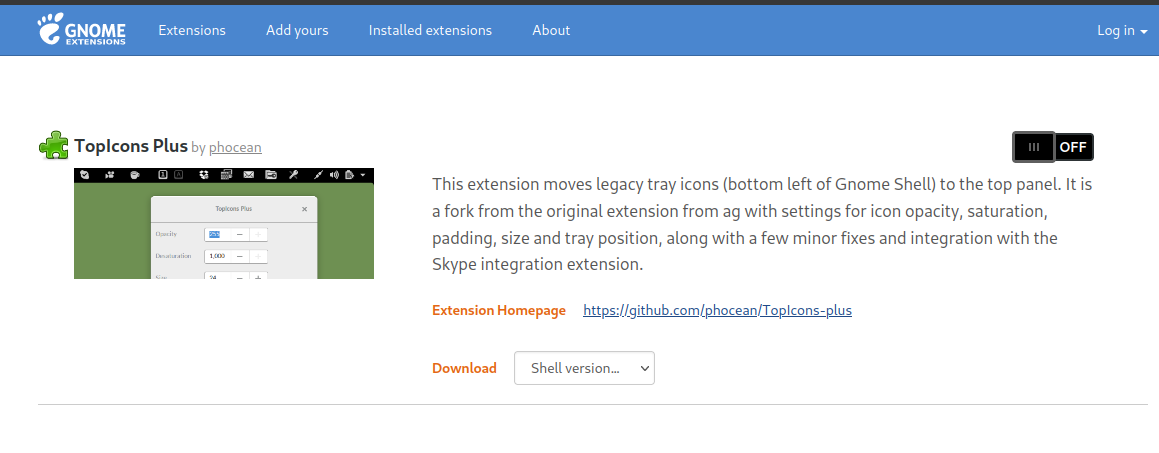 GNOME
EXTENSIONS
Extensions
Add yours
Installed extensions
About
Log in
TopIcons Plus by phocean
OFF
TopIcons Plus
Opacity
Desaturation 1,000
Size 24
This extension moves legacy tray icons (bottom left of Gnome Shell) to the top panel. It is
a fork from the original extension from ag with settings for icon opacity, saturation,
padding, size and tray position, along with a few minor fixes and integration with the
Skype integration extension.
Extension Homepage https://github.com/phocean/TopIcons-plus
Download Shell version...